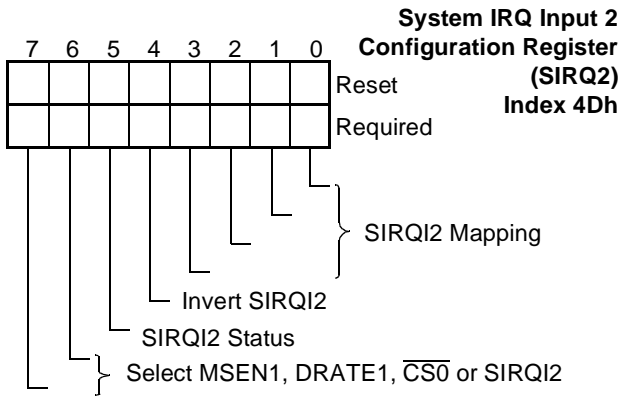 System IRQ Input 2
Configuration Register
(SIRQ2)
Index 4Dh
7 6 5 4 3 2 1 0
Reset
Required
SIRQI2 Mapping
Invert SIRQI2
SIRQI2 Status
Select MSEN1, DRATE1, C̅S̅0̅ or SIRQI2